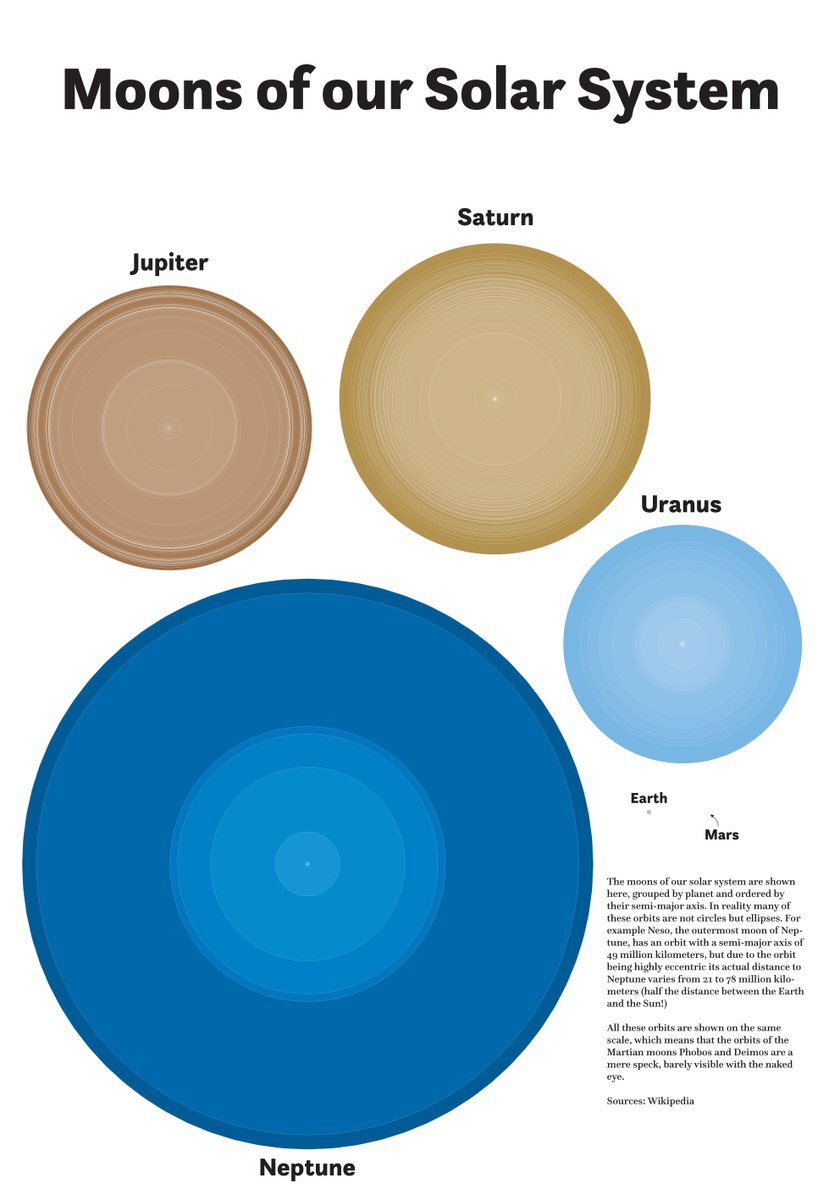 Moons of our Solar System
Saturn
Jupiter
Uranus
Earth
Mars
The moons of our solar system are shown
here, grouped by planet and ordered by
their semi-major axis. In reality many of
these orbits are not circles but ellipses. For
example Neso, the outermost moon of Nep-
tune, has an orbit with a semi-major axis of
49 million kilometers, but due to the orbit
being highly eccentric its actual distance to
Neptune varies from 21 to 78 million kilo-
meters (half the distance between the Earth
and the Sun!)
All these orbits are shown on the same
scale, which means that the orbits of the
Martian moons Phobos and Deimos are a
mere speck, barely visible with the naked
eye.
Sources: Wikipedia
Neptune